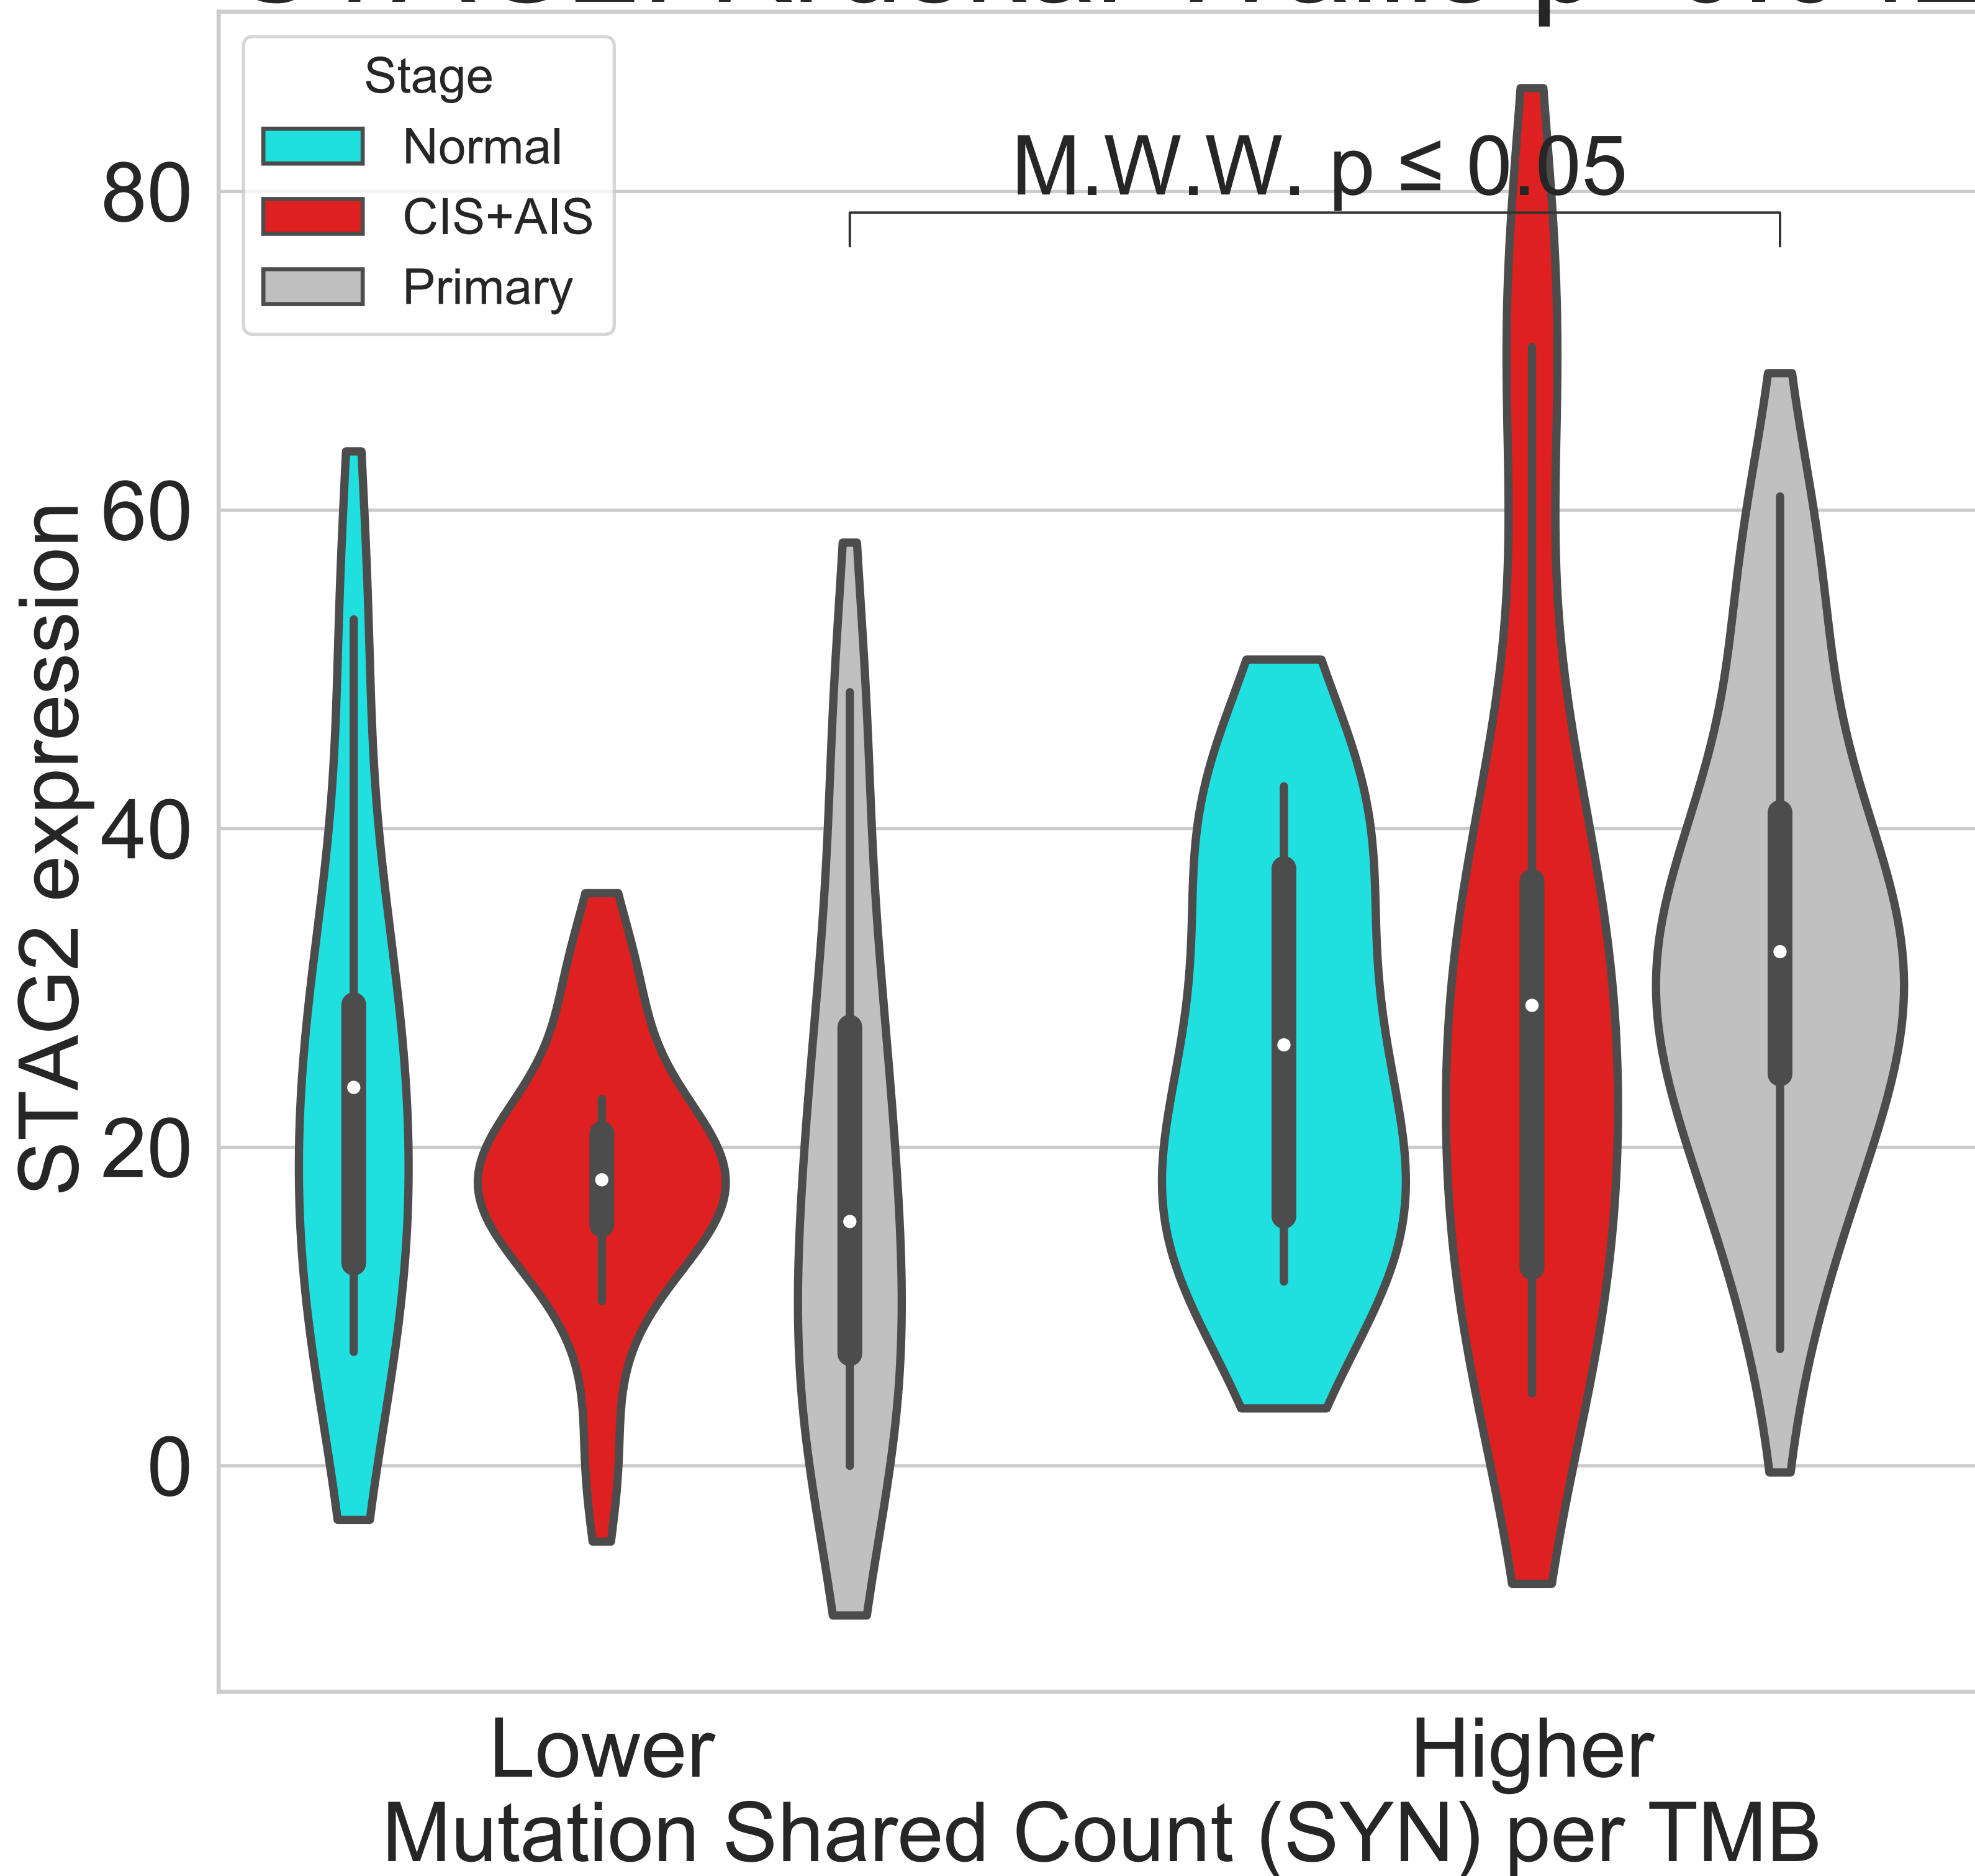 Stage
Normal
CIS+AIS
Primary
M.W.W. p ≤ 0.05
80
60
40
20
0
STAG2 expression
Lower
Higher
Mutation Shared Count (SYN) per TMB